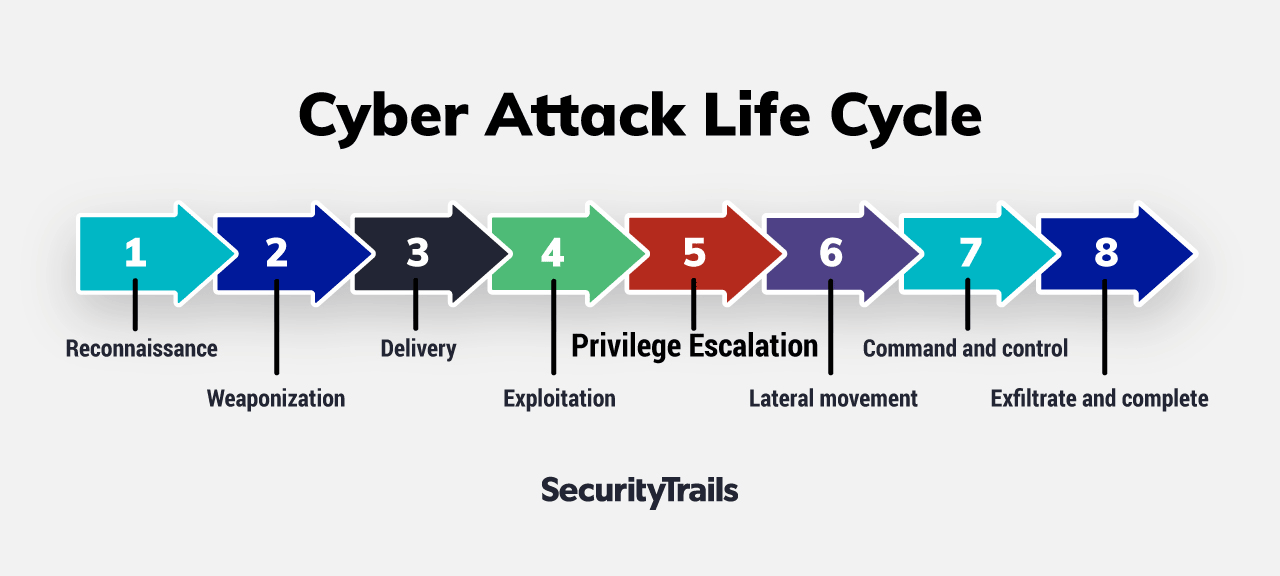 Cyber Attack Life Cycle
1 2 3 4 5 6 7 8
Reconnaissance
Weaponization
Delivery
Exploitation
Privilege Escalation
Lateral movement
Command and control
Exfiltrate and complete
SecurityTrails